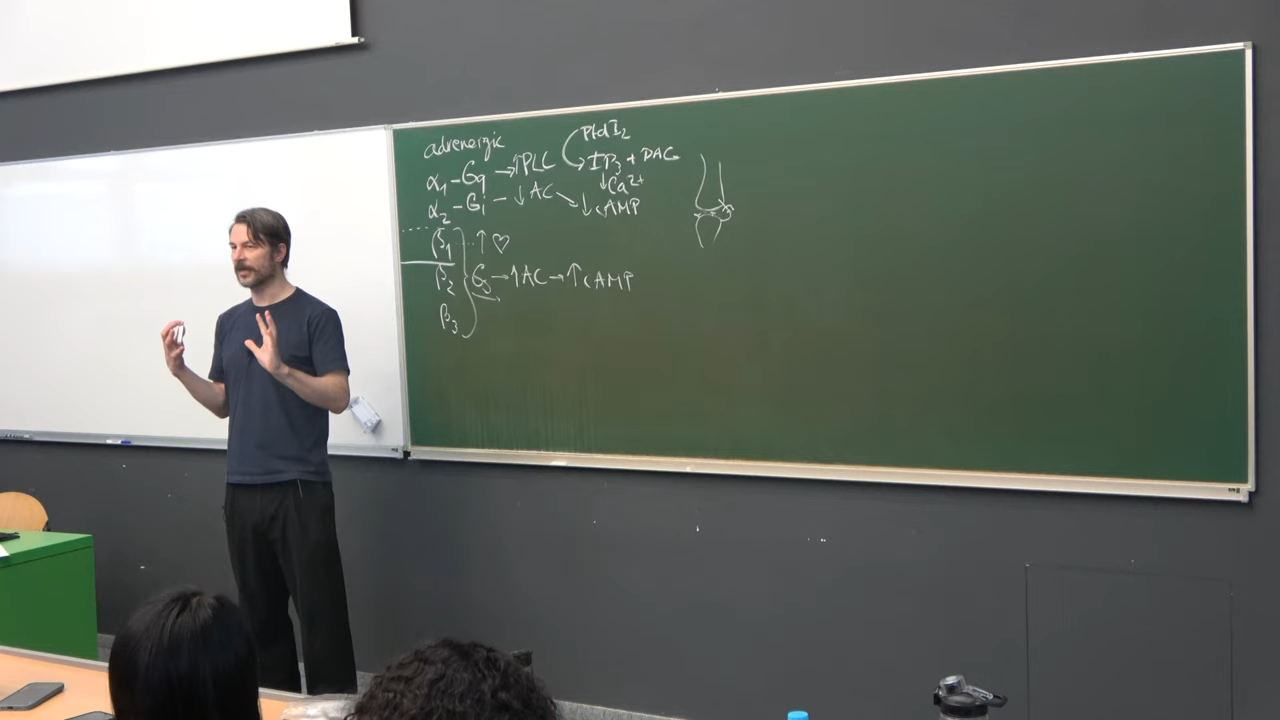 adrenergic
PtdI2
α1 - Gq → ↑PLC → IP3 + DAG
↓Ca2+
α2 - Gi - ↓ AC → ↓cAMP
β1 ... ↑ ♡
β2 Gs → ↑AC → ↑cAMP
β3